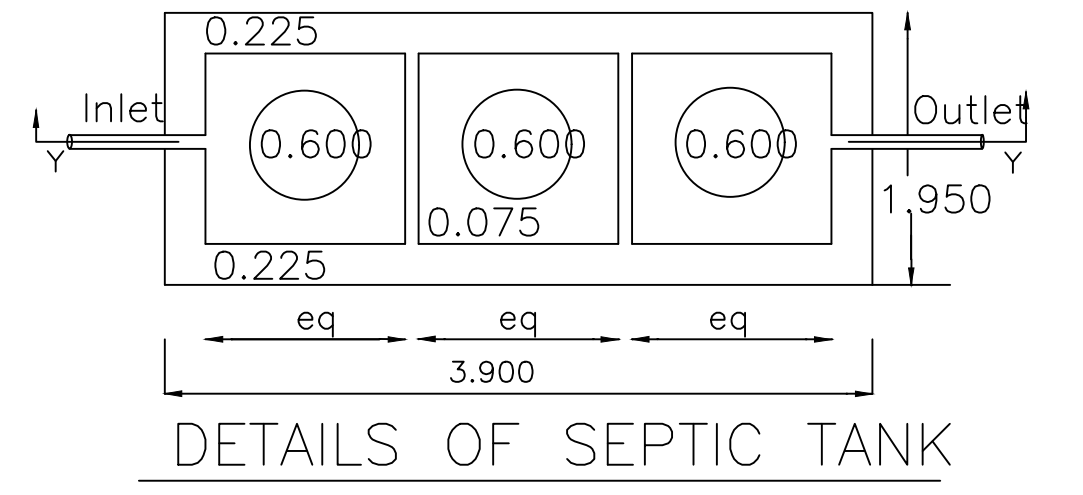 0.225
Inlet
Outlet
0.600 0.600 0.600
Y
Y
1.950
0.075
0.225
eq eq eq
3.900
DETAILS OF SEPTIC TANK